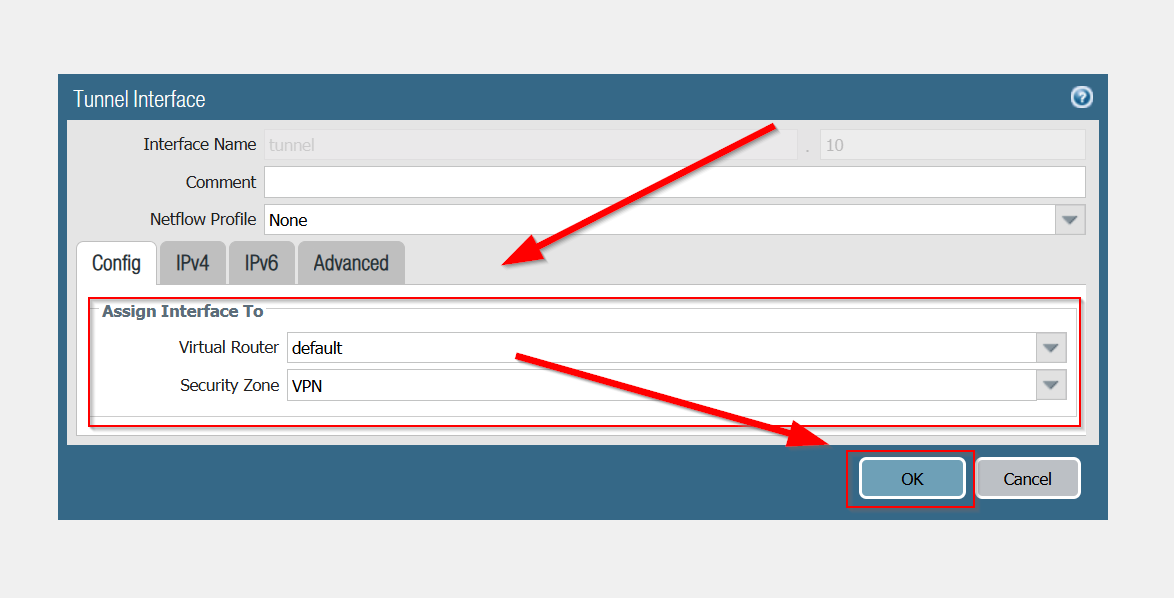 Tunnel Interface ?
Interface Name tunnel . 10
Comment
Netflow Profile None
Config IPv4 IPv6 Advanced
Assign Interface To
Virtual Router default
Security Zone VPN
OK Cancel